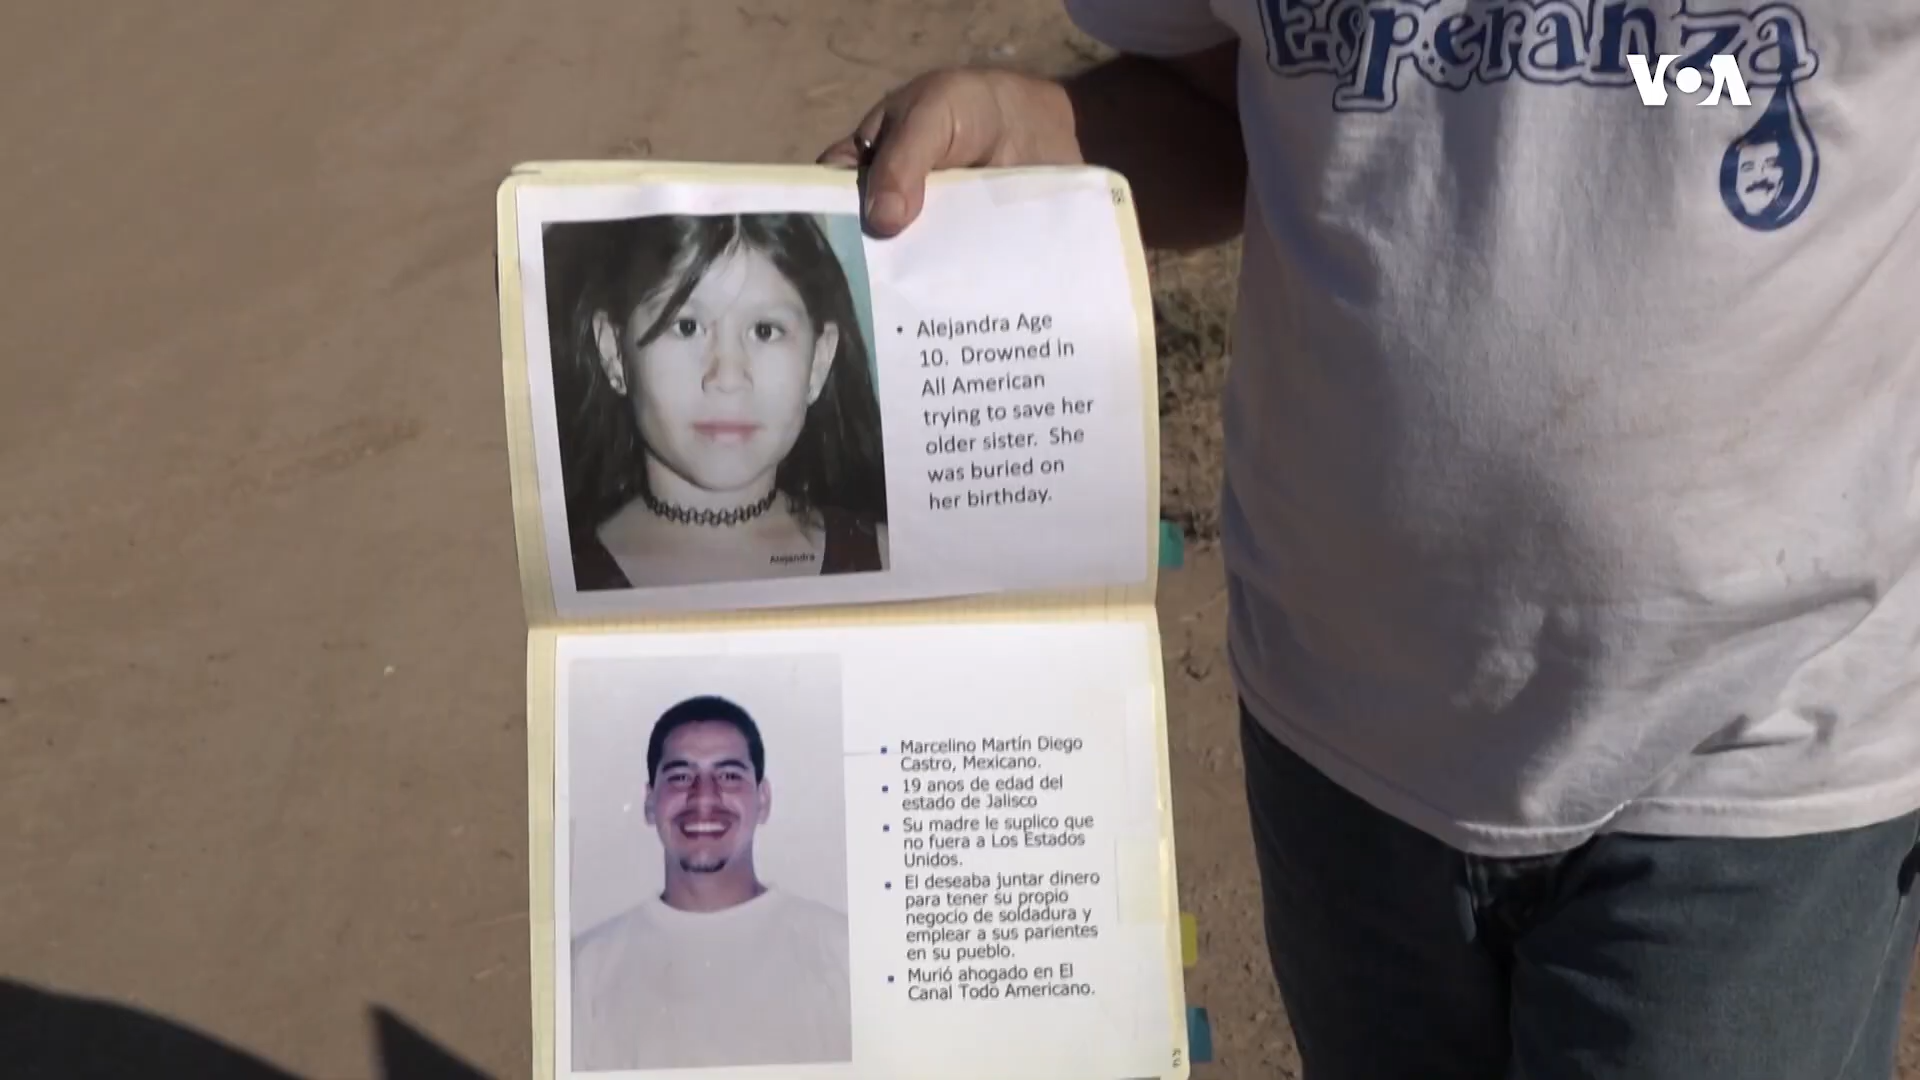 Esperanza
VOA
• Alejandra Age
10. Drowned in
All American
trying to save her
older sister. She
was buried on
her birthday.
Alejandra
▪ Marcelino Martín Diego
Castro, Mexicano.
▪ 19 anos de edad del
estado de Jalisco
▪ Su madre le suplico que
no fuera a Los Estados
Unidos.
▪ El deseaba juntar dinero
para tener su propio
negocio de soldadura y
emplear a sus parientes
en su pueblo.
▪ Murió ahogado en El
Canal Todo Americano.